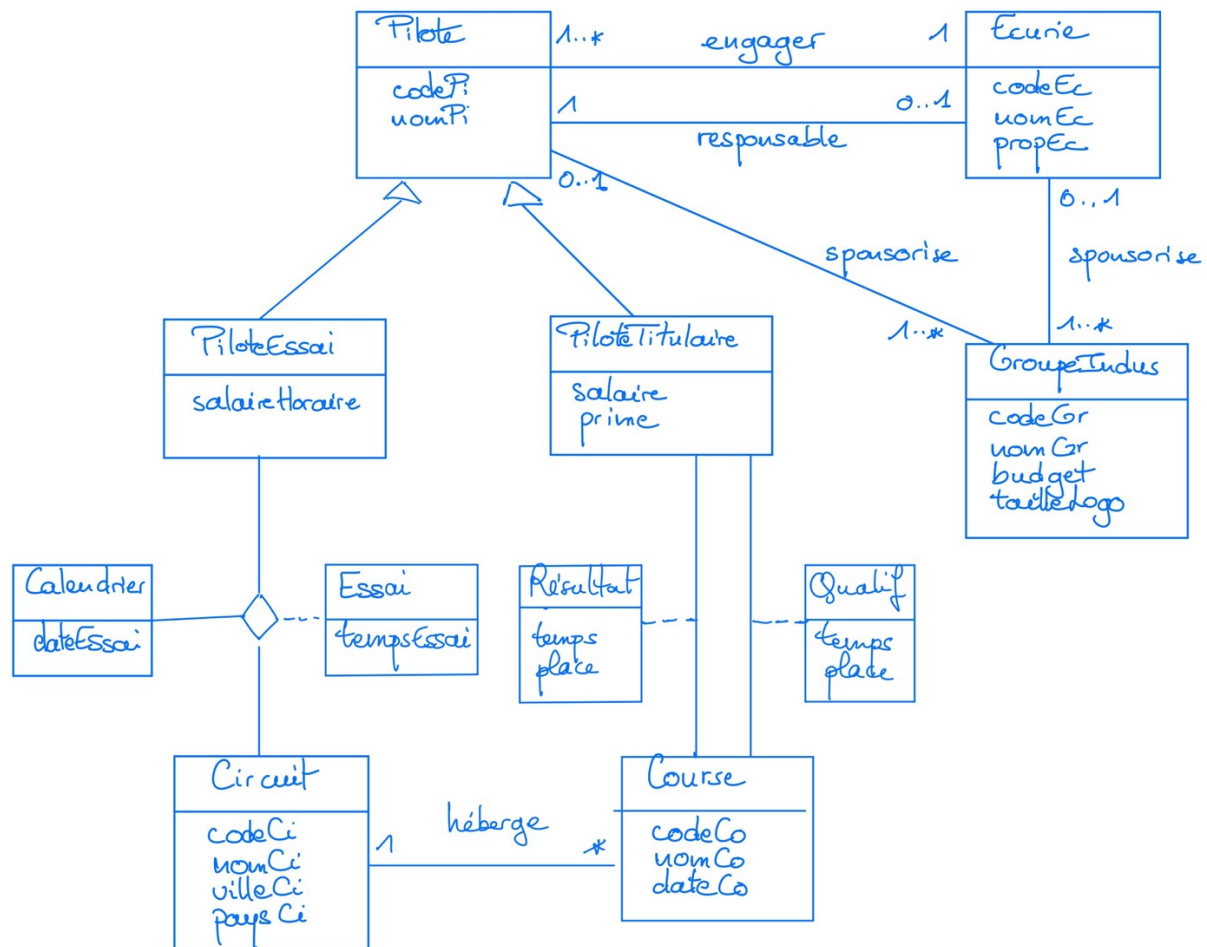 Pilote
codePi
nomPi
1..*
engager
1
1
responsable
0..1
Ecurie
codeEc
nomEc
propEc
0..1
sponsorise
1..*
0..1
sponsorise
1..*
PiloteEssai
salaireHoraire
PiloteTitulaire
salaire
prime
GroupeIndus
codeGr
nomGr
budget
tailleLogo
Calendrier
dateEssai
Essai
tempsEssai
Résultat
temps
place
Qualif
temps
place
Circuit
codeCi
nomCi
villeCi
paysCi
1
héberge
*
Course
codeCo
nomCo
dateCo